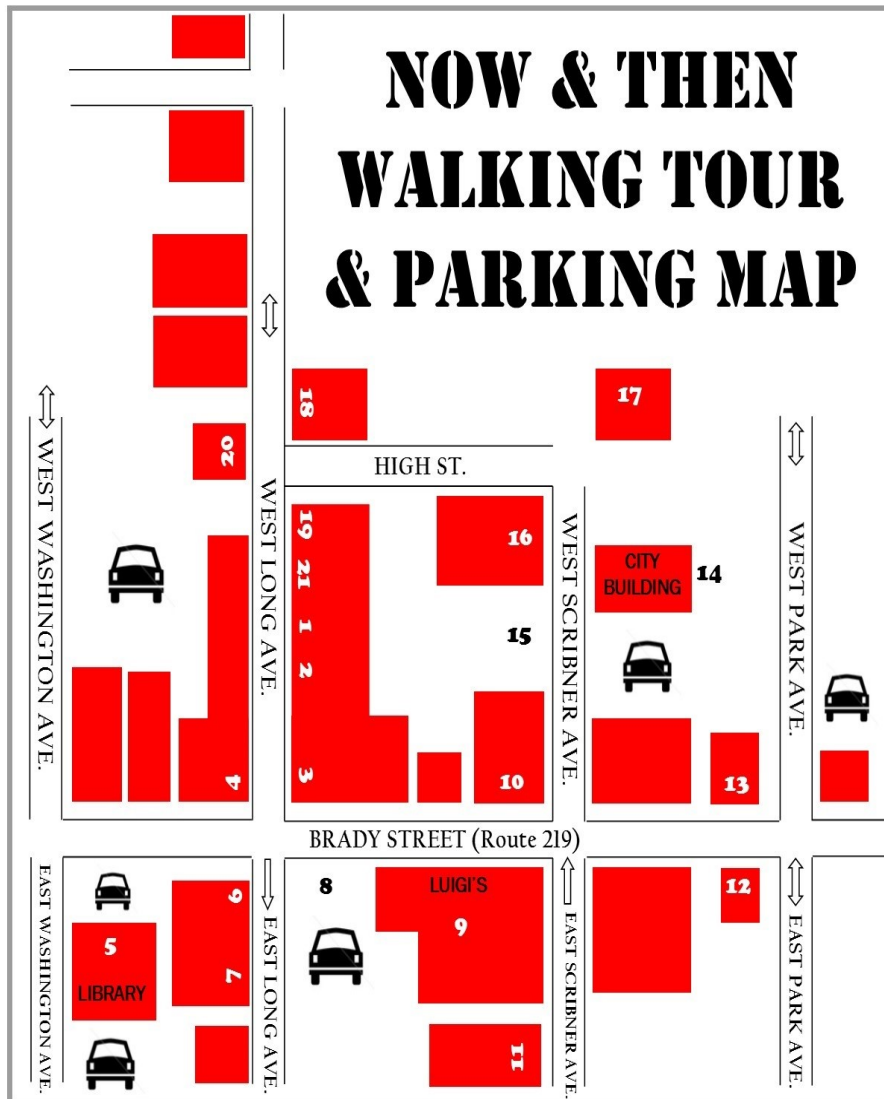 NOW & THEN
WALKING TOUR
& PARKING MAP
18
17
20
HIGH ST.
WEST WASHINGTON AVE.
WEST LONG AVE.
19
21
1
2
3
16
15
10
WEST SCRIBNER AVE.
CITY
BUILDING
14
WEST PARK AVE.
4
13
BRADY STREET (Route 219)
EAST WASHINGTON AVE.
5
LIBRARY
6
7
EAST LONG AVE.
8
LUIGI'S
9
11
EAST SCRIBNER AVE.
12
EAST PARK AVE.